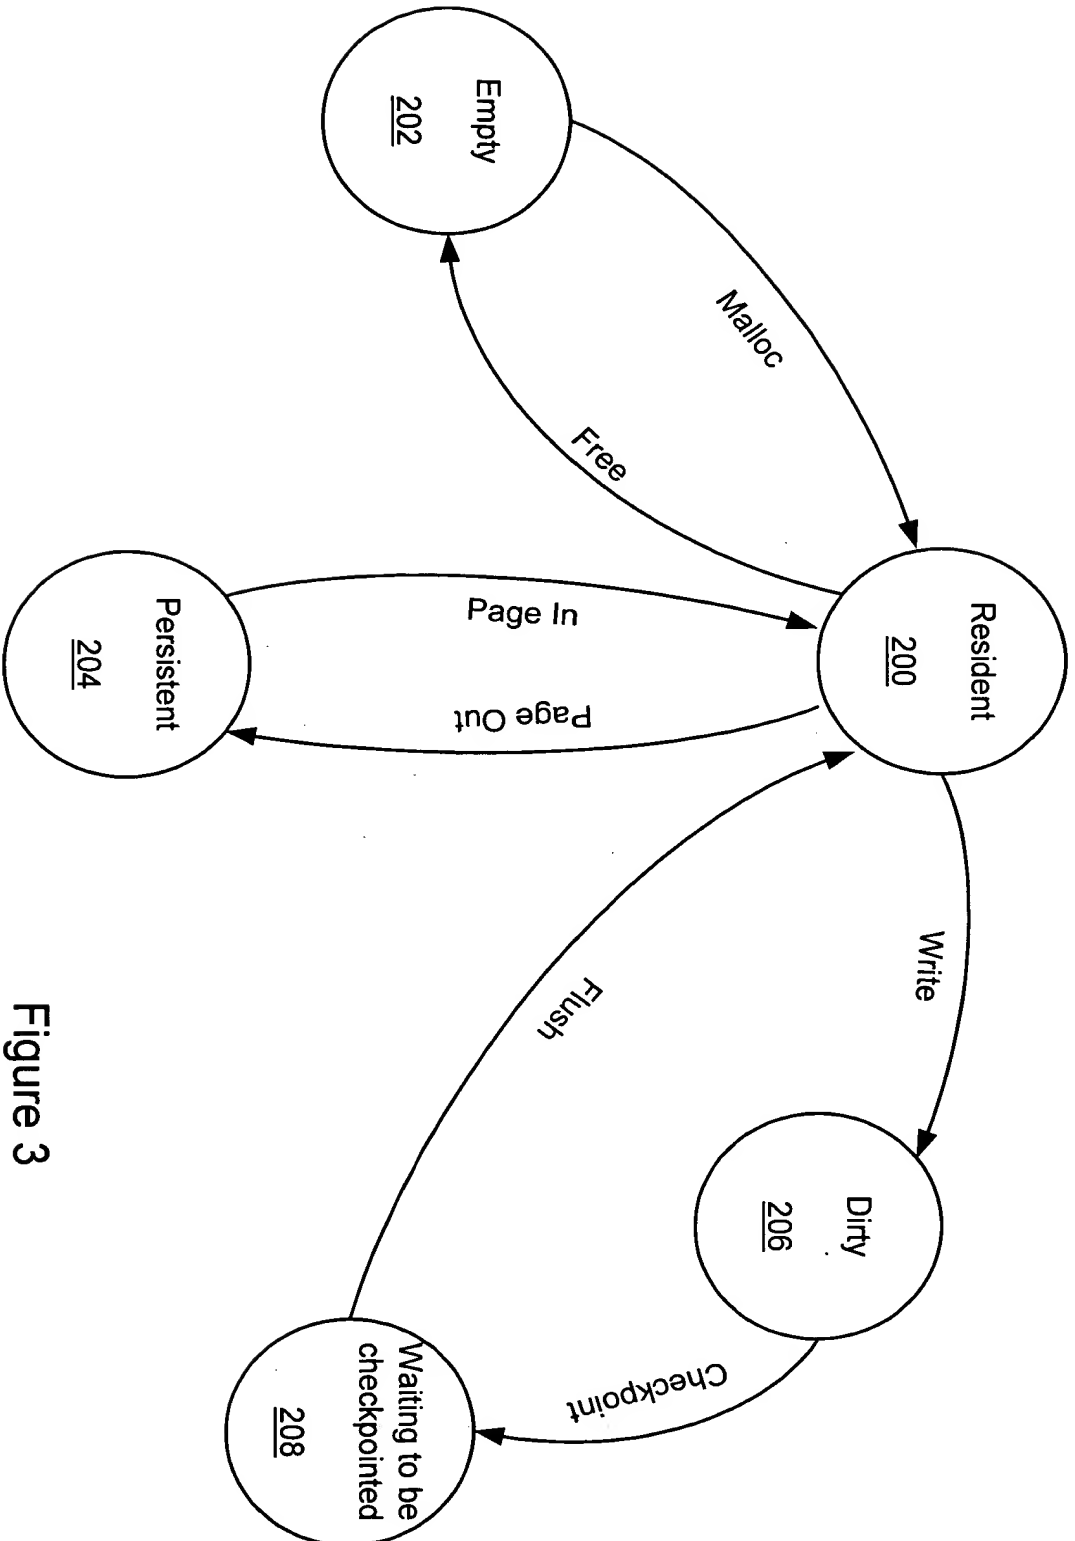 Resident
200
Empty
202
Malloc
Free
Page In
Page Out
Persistent
204
Write
Flush
Dirty
206
Checkpoint
Waiting to be
checkpointed
208
Figure 3